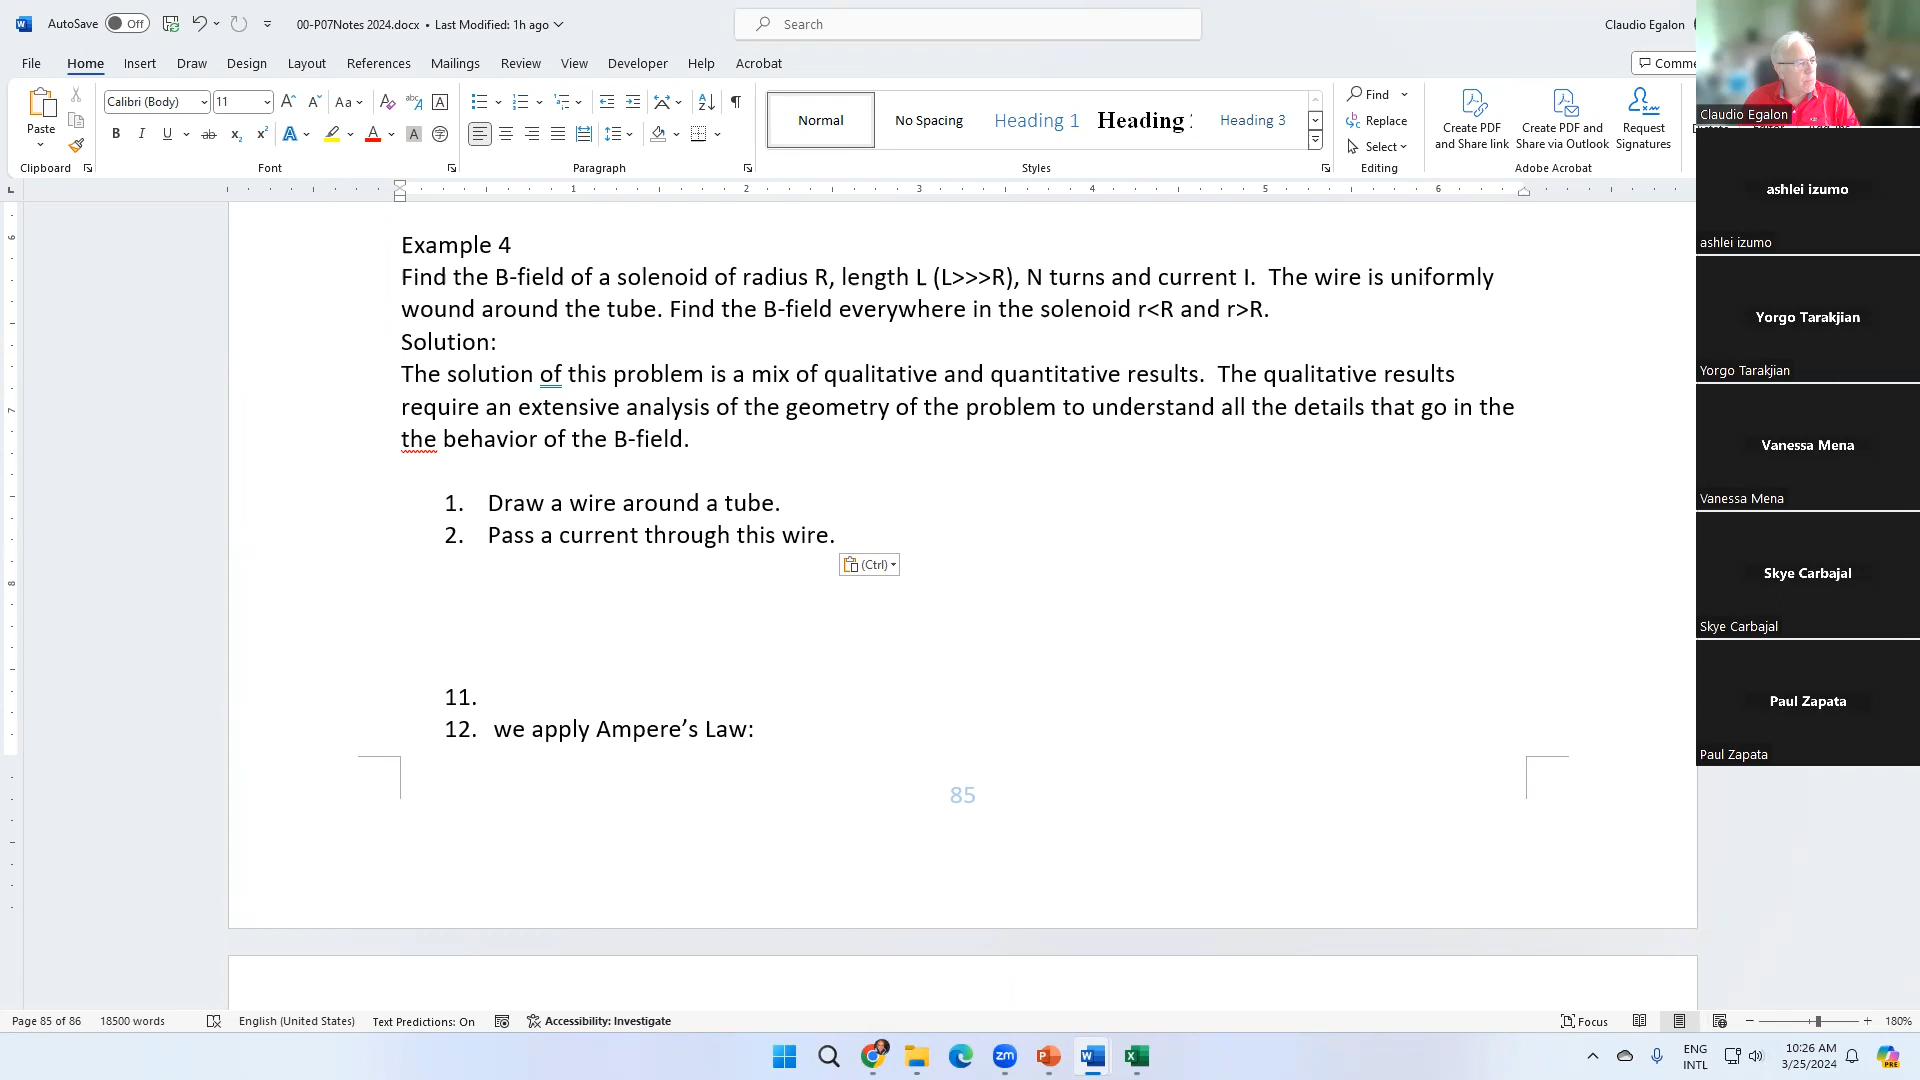 AutoSave Off 00-P07Notes 2024.docx • Last Modified: 1h ago Search Claudio Egalon
File Home Insert Draw Design Layout References Mailings Review View Developer Help Acrobat
Paste Calibri (Body) 11 Normal No Spacing Heading 1 Heading Heading 3 Find Replace Select Create PDF and Share link Create PDF and Share via Outlook Request Signatures
Clipboard Font Paragraph Styles Editing Adobe Acrobat
1 2 3 4 5 6
Example 4
Find the B-field of a solenoid of radius R, length L (L>>>R), N turns and current I. The wire is uniformly
wound around the tube. Find the B-field everywhere in the solenoid r<R and r>R.
Solution:
The solution of this problem is a mix of qualitative and quantitative results. The qualitative results
require an extensive analysis of the geometry of the problem to understand all the details that go in the
the behavior of the B-field.
1. Draw a wire around a tube.
2. Pass a current through this wire.
(Ctrl)
11.
12. we apply Ampere’s Law:
85
Claudio Egalon
ashlei izumo
ashlei izumo
Yorgo Tarakjian
Yorgo Tarakjian
Vanessa Mena
Vanessa Mena
Skye Carbajal
Skye Carbajal
Paul Zapata
Paul Zapata
Page 85 of 86 18500 words English (United States) Text Predictions: On Accessibility: Investigate Focus 180%
ENG
INTL
10:26 AM
3/25/2024